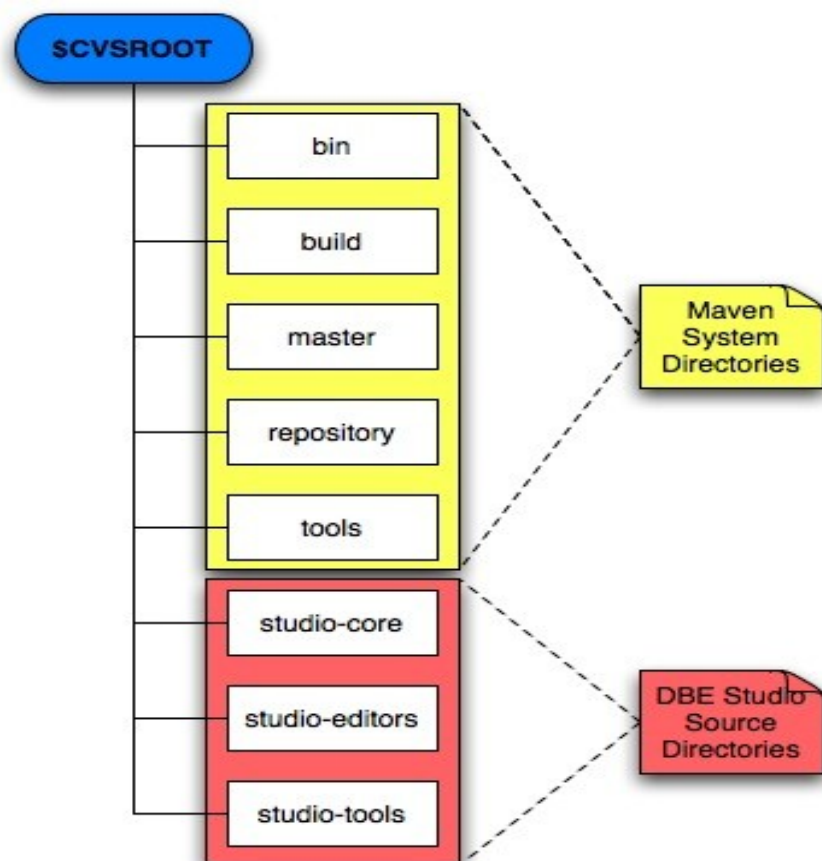 $CVSROOT
bin
build
master
repository
tools
studio-core
studio-editors
studio-tools
Maven
System
Directories
DBE Studio
Source
Directories